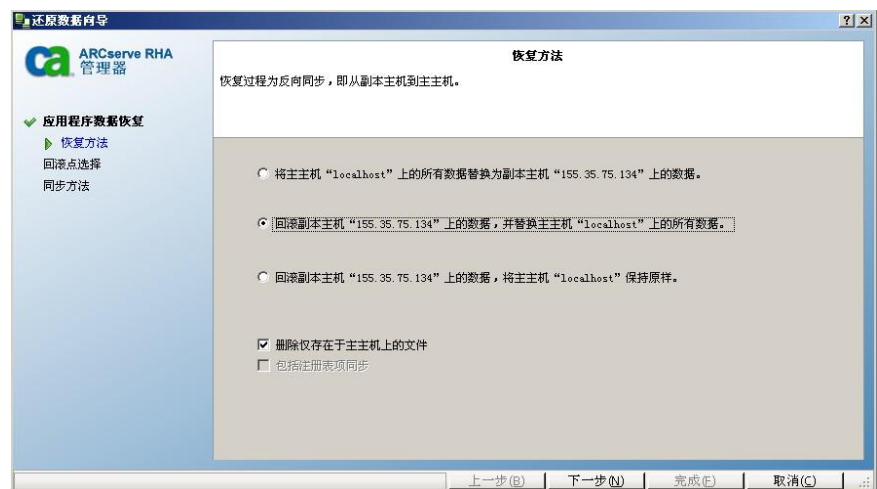 还原数据向导
ca
ARCserve RHA
管理器
应用程序数据恢复
恢复方法
回滚点选择
同步方法
恢复方法
恢复过程为反向同步，即从副本主机到主主机。
将主主机“localhost”上的所有数据替换为副本主机“155.35.75.134”上的数据。
回滚副本主机“155.35.75.134”上的数据，并替换主主机“localhost”上的所有数据。
回滚副本主机“155.35.75.134”上的数据，将主主机“localhost”保持原样。
删除仅存在于主主机上的文件
包括注册表项同步
上一步(B) 下一步(N) 完成(F) 取消(C)